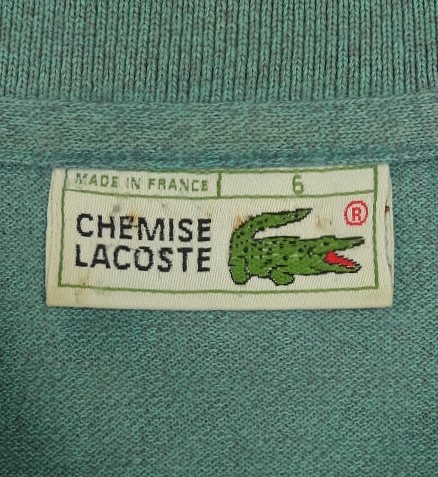 MADE IN FRANCE 6
CHEMISE
LACOSTE
®